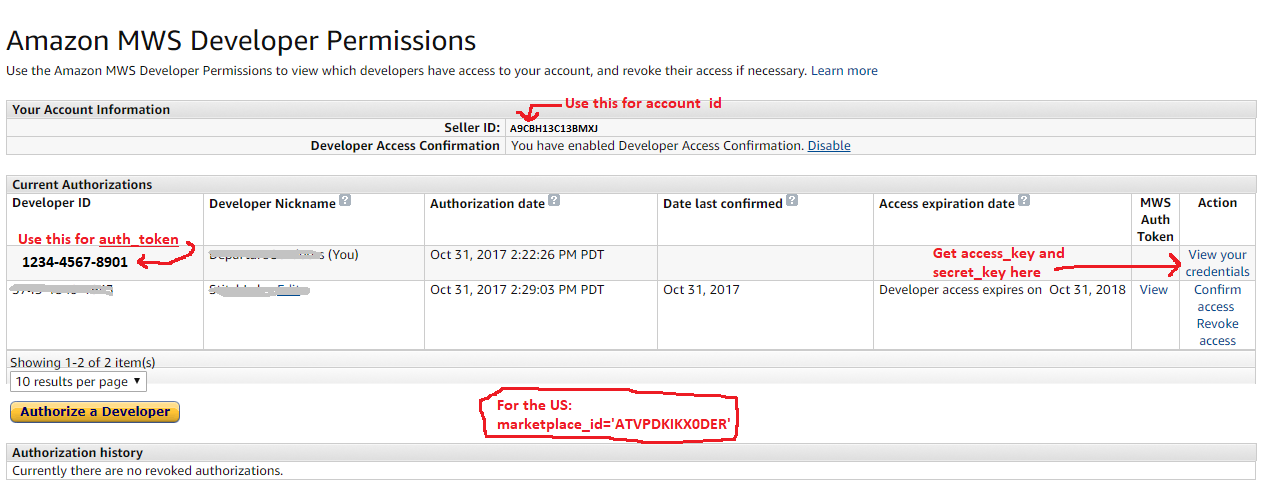 Amazon MWS Developer Permissions
Use the Amazon MWS Developer Permissions to view which developers have access to your account, and revoke their access if necessary. Learn more
Use this for account id
Your Account Information
Seller ID: A9CBH13C13BMXJ
Developer Access Confirmation You have enabled Developer Access Confirmation. Disable
Current Authorizations
Developer ID Developer Nickname ? Authorization date ? Date last confirmed ? Access expiration date ? MWS Auth Token Action
Use this for auth_token
1234-5567-8901 (You) Oct 31, 2017 2:22:26 PM PDT View your credentials
Get access_key and
secret_key here
Oct 31, 2017 2:29:03 PM PDT Oct 31, 2017 Developer access expires on Oct 31, 2018 View Confirm access
Revoke access
Showing 1-2 of 2 item(s)
10 results per page
Authorize a Developer
For the US:
marketplace_id='ATVPDKIKX0DER'
Authorization history
Currently there are no revoked authorizations.